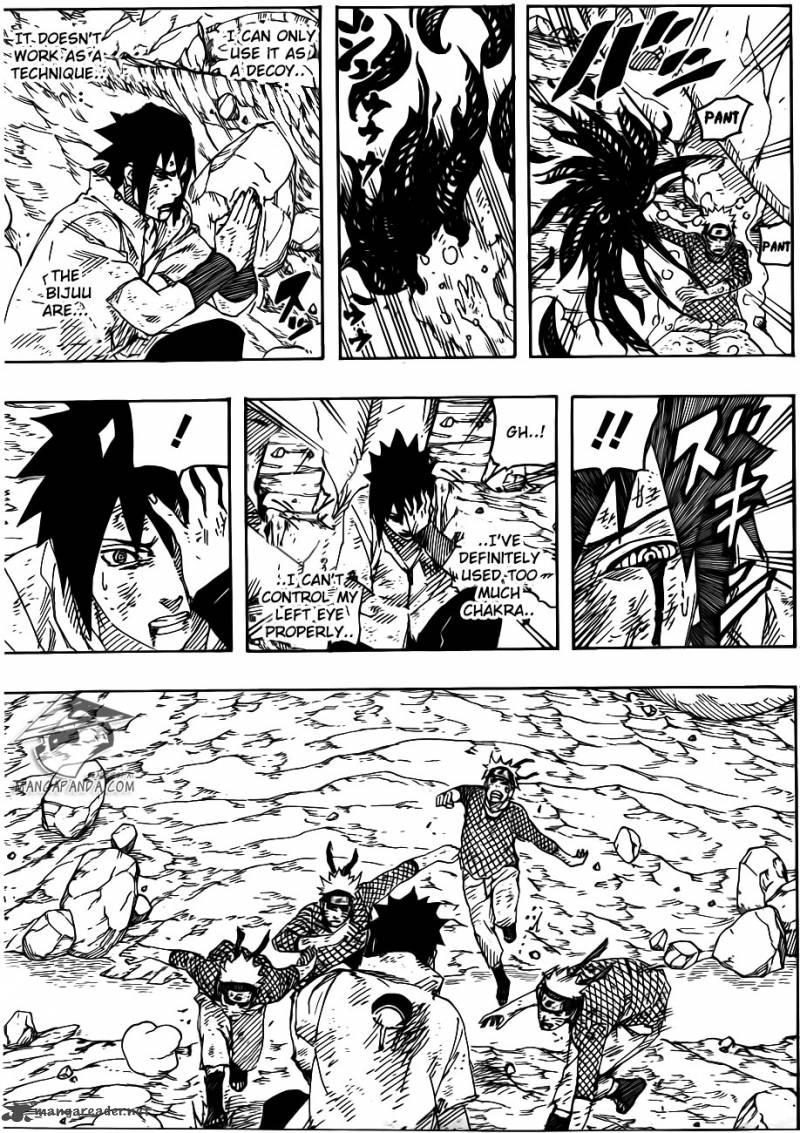 PANT
PANT
I CAN ONLY
USE IT AS
A DECOY..
IT DOESN'T
WORK AS A
TECHNIQUE..
THE
BIJUU
ARE..
!!
GH..!
..I'VE
DEFINITELY
USED TOO
MUCH
CHAKRA..
..I CAN'T
CONTROL MY
LEFT EYE
PROPERLY..
!
MANGAPANDA.COM
mangareader.net